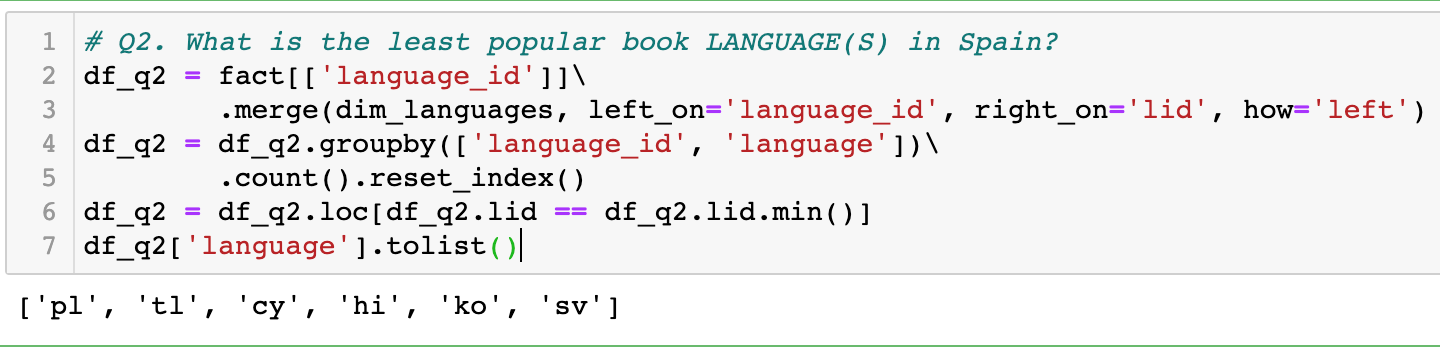 1 # Q2. What is the least popular book LANGUAGE(S) in Spain?
2 df_q2 = fact[['language_id']]\
3         .merge(dim_languages, left_on='language_id', right_on='lid', how='left')
4 df_q2 = df_q2.groupby(['language_id', 'language'])\
5         .count().reset_index()
6 df_q2 = df_q2.loc[df_q2.lid == df_q2.lid.min()]
7 df_q2['language'].tolist()
['pl', 'tl', 'cy', 'hi', 'ko', 'sv']